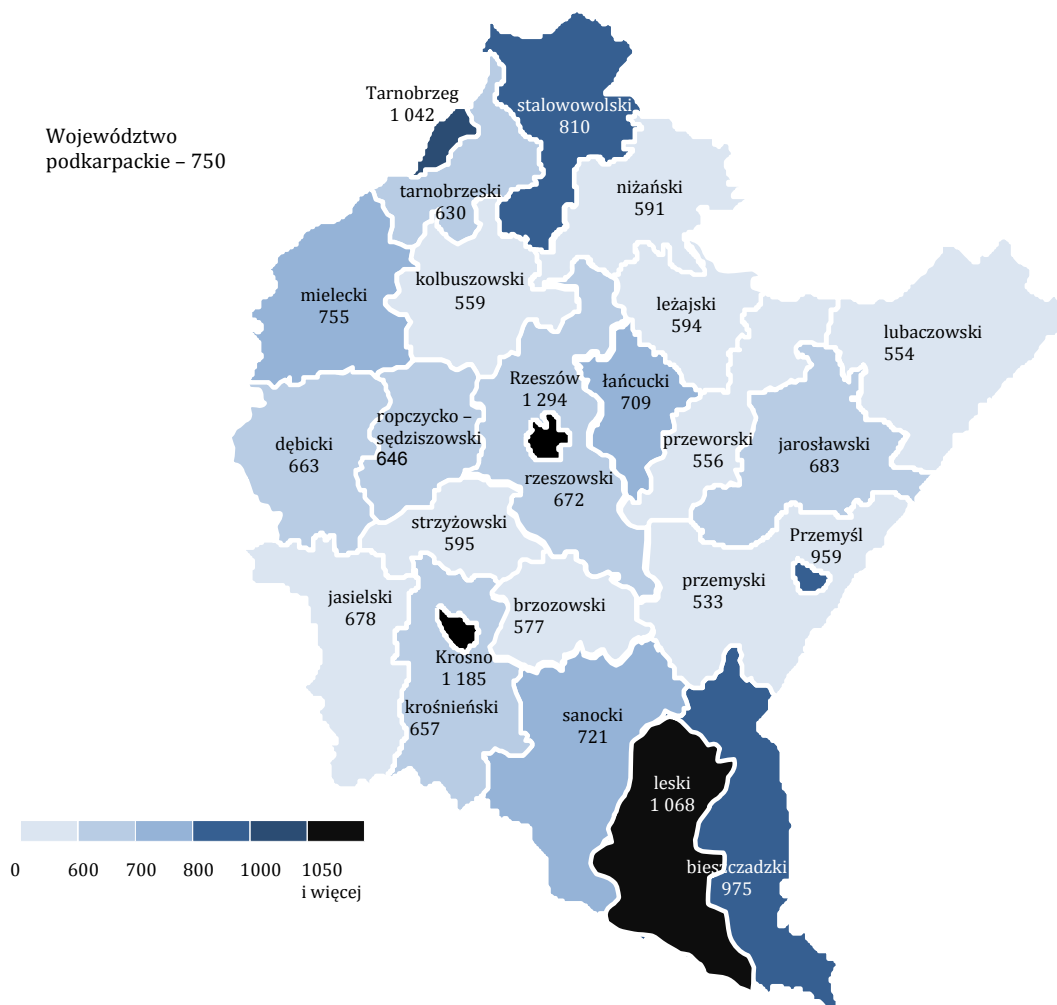 Tarnobrzeg
1 042
stalowowolski
810
Województwo
podkarpackie – 750
tarnobrzeski
630
niżański
591
kolbuszowski
559
mielecki
755
leżajski
594
lubaczowski
554
Rzeszów
1 294
łańcucki
709
ropczycko –
sędziszowski
646
dębicki
663
przeworski
556
jarosławski
683
rzeszowski
672
strzyżowski
595
Przemyśl
959
przemyski
533
jasielski
678
brzozowski
577
Krosno
1 185
krośnieński
657
sanocki
721
leski
1 068
bieszczadzki
975
0 600 700 800 1000 1050
i więcej